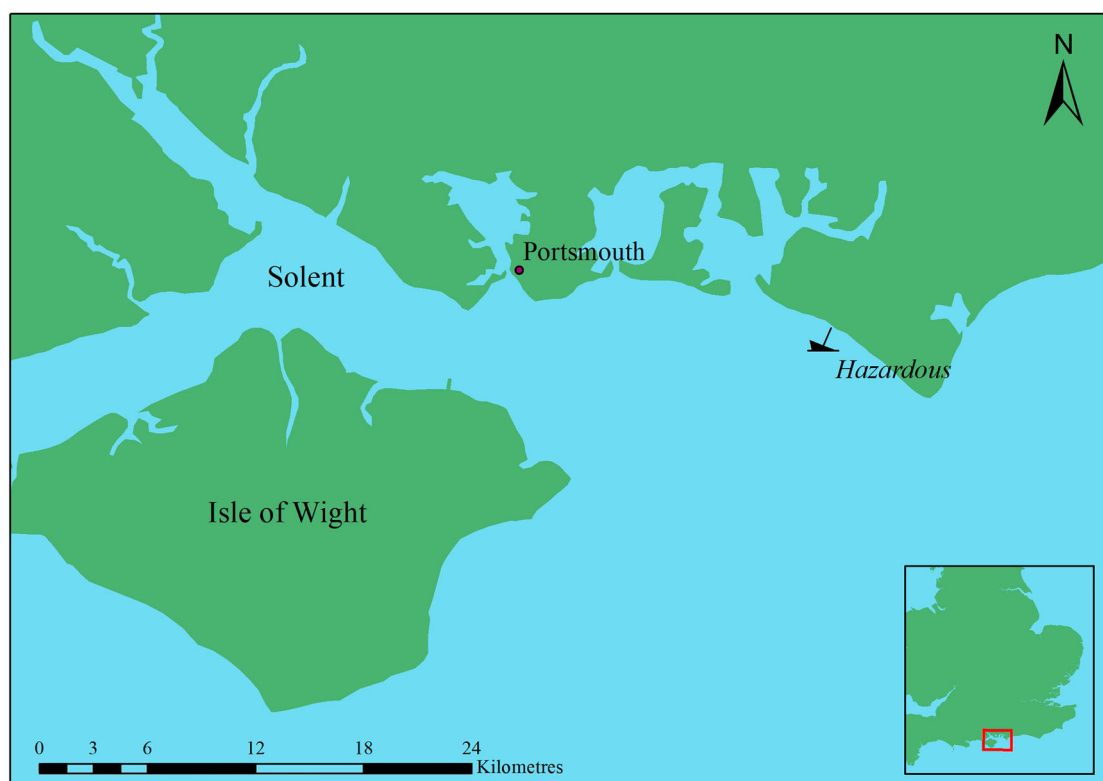 N
Portsmouth
Solent
Hazardous
Isle of Wight
0 3 6 12 18 24
Kilometres